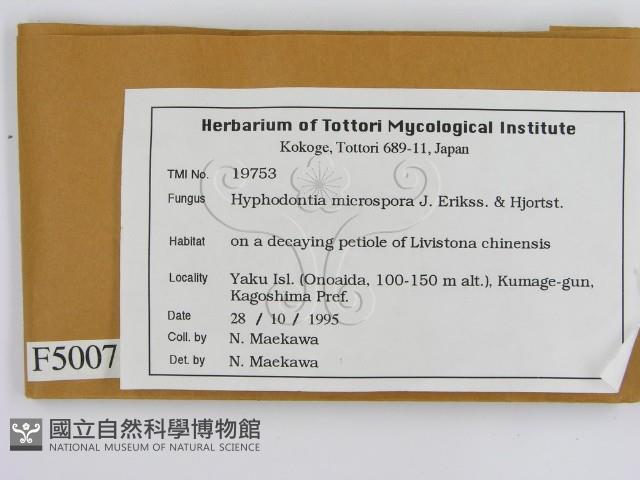 Herbarium of Tottori Mycological Institute
Kokoge, Tottori 689-11, Japan
TMI No. 19753
Fungus Hyphodontia microspora J. Erikss. & Hjortst.
Habitat on a decaying petiole of Livistona chinensis
Locality Yaku Isl. (Onoaida, 100-150 m alt.), Kumage-gun,
Kagoshima Pref.
Date 28 / 10 / 1995
Coll. by N. Maekawa
Det. by N. Maekawa
F5007
國立自然科學博物館
NATIONAL MUSEUM OF NATURAL SCIENCE